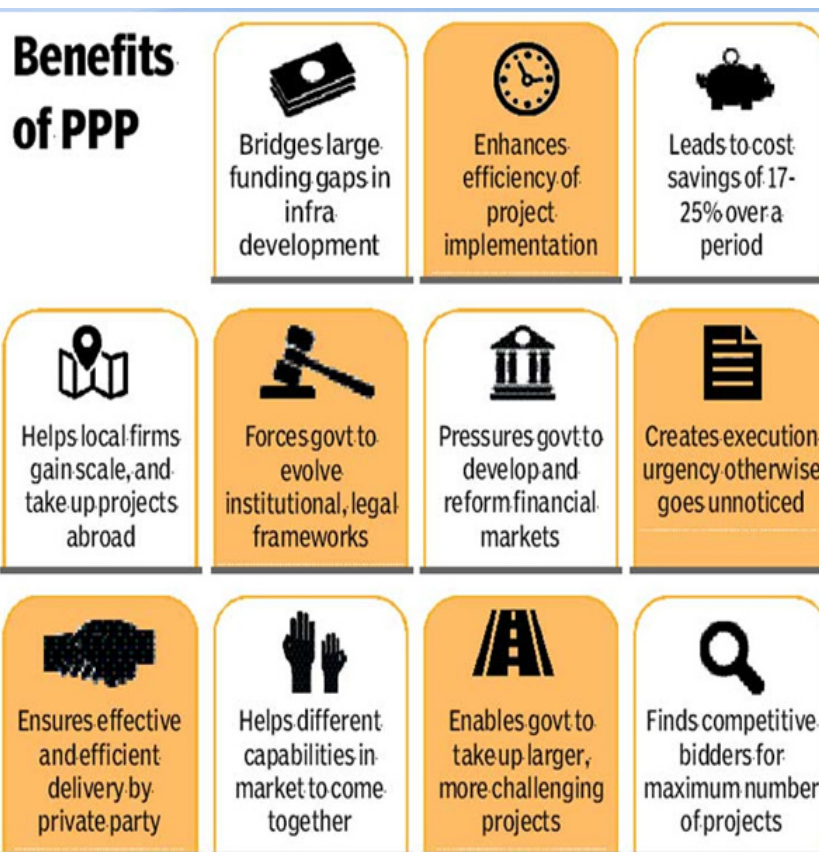 Benefits
of PPP
Bridges large
funding gaps in
infra
development
Enhances
efficiency of
project
implementation
Leads to cost
savings of 17-
25% over a
period
Helps local firms
gain scale, and
take up projects
abroad
Forces govt to
evolve
institutional, legal
frameworks
Pressures govt to
develop and
reform financial
markets
Creates execution
urgency otherwise
goes unnoticed
Ensures effective
and efficient
delivery by
private party
Helps different
capabilities in
market to come
together
Enables govt to
take up larger,
more challenging
projects
Finds competitive
bidders for
maximum number
of projects